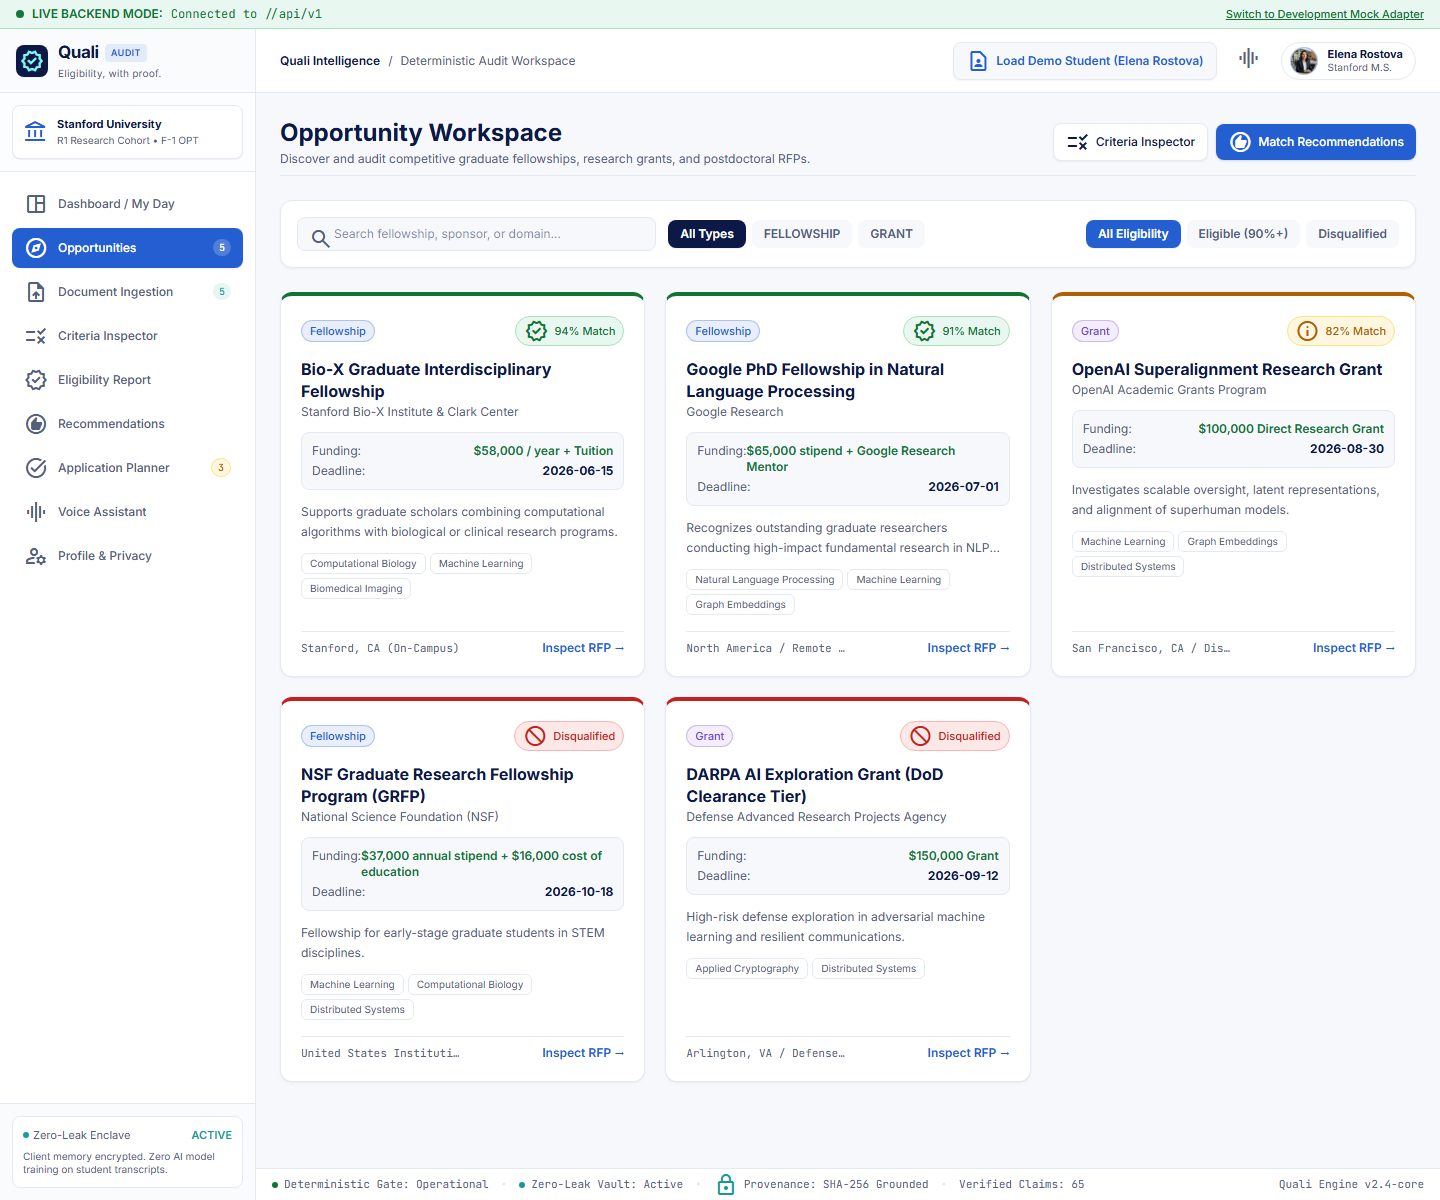 LIVE BACKEND MODE: Connected to //api/v1
Switch to Development Mock Adapter
Quali AUDIT
Eligibility, with proof.
Quali Intelligence / Deterministic Audit Workspace
Load Demo Student (Elena Rostova)
Elena Rostova
Stanford M.S.
Stanford University
R1 Research Cohort • F-1 OPT
Dashboard / My Day
Opportunities 5
Document Ingestion 5
Criteria Inspector
Eligibility Report
Recommendations
Application Planner 3
Voice Assistant
Profile & Privacy
Zero-Leak Enclave ACTIVE
Client memory encrypted. Zero AI model
training on student transcripts.
Opportunity Workspace
Discover and audit competitive graduate fellowships, research grants, and postdoctoral RFPs.
Criteria Inspector
Match Recommendations
Search fellowship, sponsor, or domain...
All Types FELLOWSHIP GRANT
All Eligibility Eligible (90%+) Disqualified
Fellowship 94% Match
Bio-X Graduate Interdisciplinary
Fellowship
Stanford Bio-X Institute & Clark Center
Funding: $58,000 / year + Tuition
Deadline: 2026-06-15
Supports graduate scholars combining computational
algorithms with biological or clinical research programs.
Computational Biology Machine Learning
Biomedical Imaging
Stanford, CA (On-Campus) Inspect RFP →
Fellowship 91% Match
Google PhD Fellowship in Natural
Language Processing
Google Research
Funding: $65,000 stipend + Google Research
Mentor
Deadline: 2026-07-01
Recognizes outstanding graduate researchers
conducting high-impact fundamental research in NLP...
Natural Language Processing Machine Learning
Graph Embeddings
North America / Remote … Inspect RFP →
Grant 82% Match
OpenAI Superalignment Research Grant
OpenAI Academic Grants Program
Funding: $100,000 Direct Research Grant
Deadline: 2026-08-30
Investigates scalable oversight, latent representations,
and alignment of superhuman models.
Machine Learning Graph Embeddings
Distributed Systems
San Francisco, CA / Dis… Inspect RFP →
Fellowship Disqualified
NSF Graduate Research Fellowship
Program (GRFP)
National Science Foundation (NSF)
Funding: $37,000 annual stipend + $16,000 cost of
education
Deadline: 2026-10-18
Fellowship for early-stage graduate students in STEM
disciplines.
Machine Learning Computational Biology
Distributed Systems
United States Instituti… Inspect RFP →
Grant Disqualified
DARPA AI Exploration Grant (DoD
Clearance Tier)
Defense Advanced Research Projects Agency
Funding: $150,000 Grant
Deadline: 2026-09-12
High-risk defense exploration in adversarial machine
learning and resilient communications.
Applied Cryptography Distributed Systems
Arlington, VA / Defense… Inspect RFP →
Deterministic Gate: Operational • Zero-Leak Vault: Active • Provenance: SHA-256 Grounded • Verified Claims: 65
Quali Engine v2.4-core